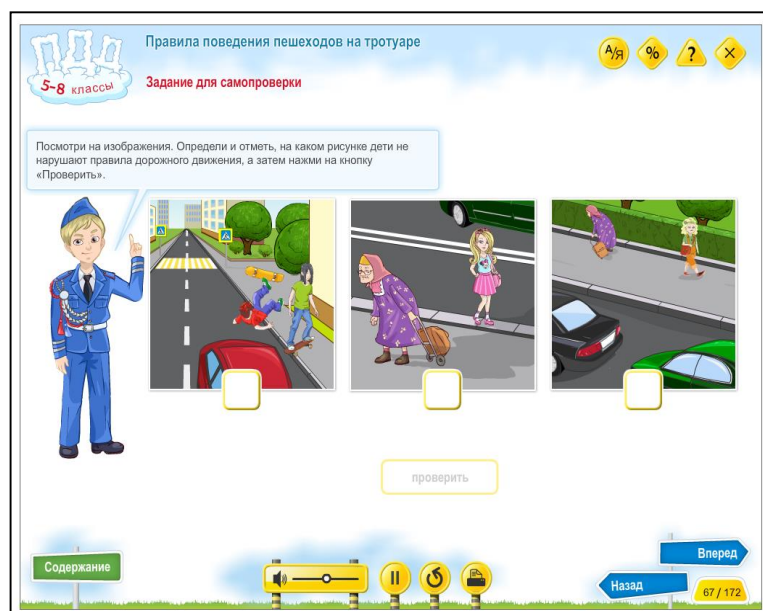 ПДД
5-8 классы
Правила поведения пешеходов на тротуаре
Задание для самопроверки
А/Я
%
?
×
Посмотри на изображения. Определи и отметь, на каком рисунке дети не
нарушают правила дорожного движения, а затем нажми на кнопку
«Проверить».
проверить
Содержание
Вперед
Назад
67 / 172